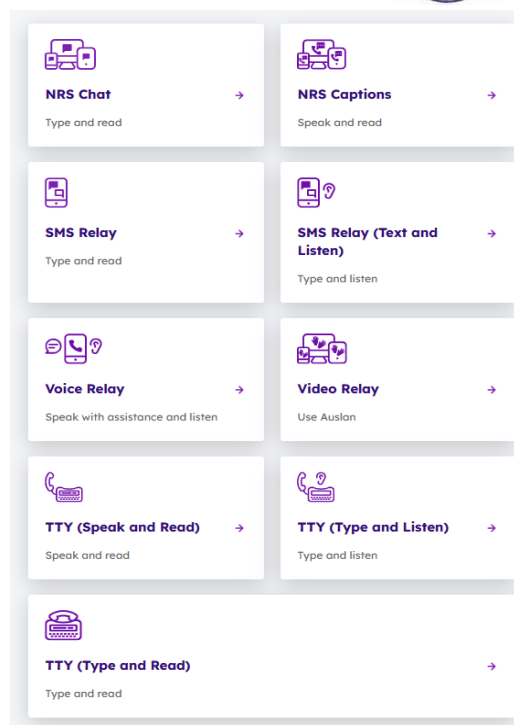 NRS Chat
Type and read
NRS Captions
Speak and read
SMS Relay
Type and read
SMS Relay (Text and
Listen)
Type and listen
Voice Relay
Speak with assistance and listen
Video Relay
Use Auslan
TTY (Speak and Read)
Speak and read
TTY (Type and Listen)
Type and listen
TTY (Type and Read)
Type and read